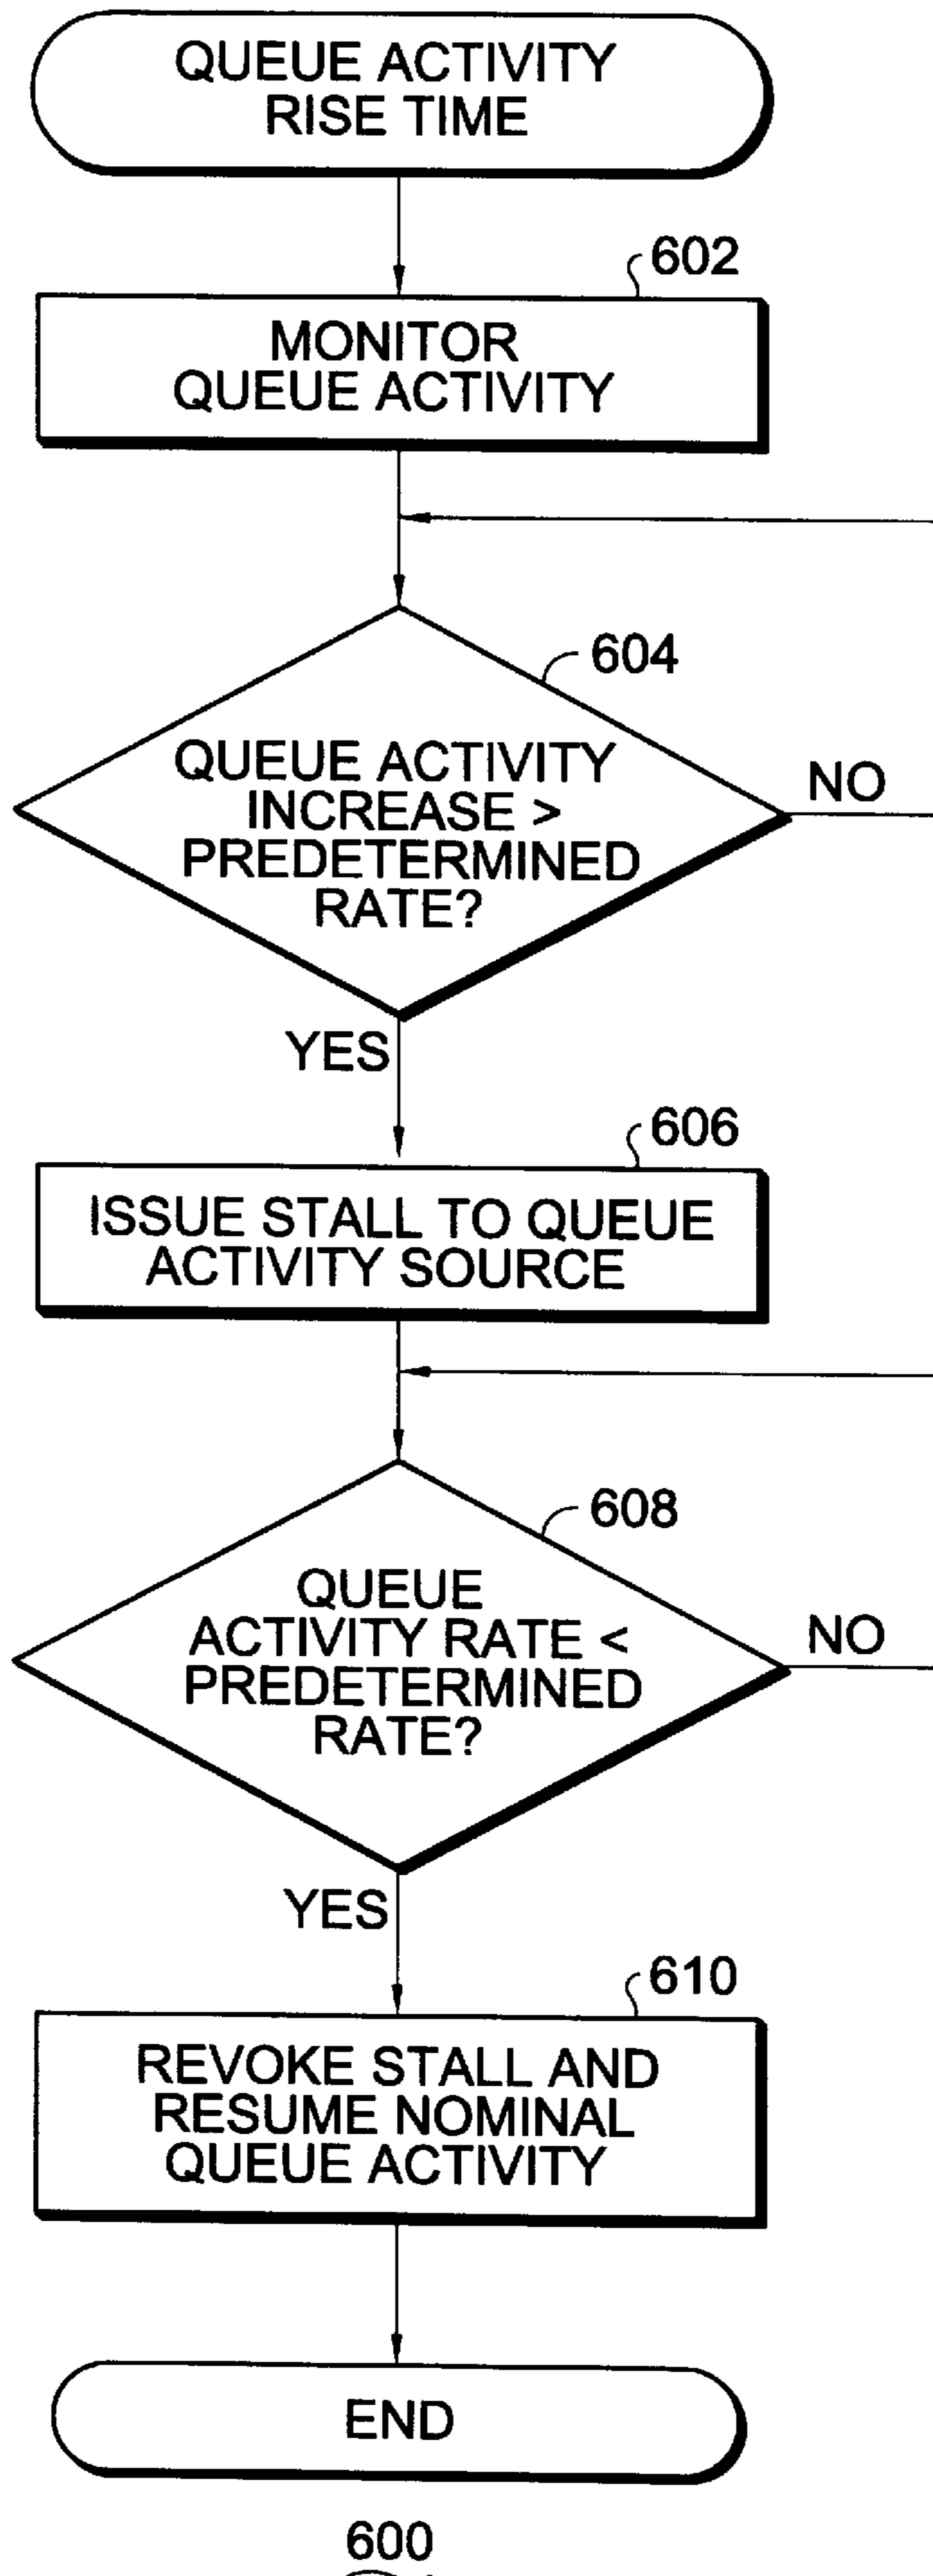 QUEUE ACTIVITY
RISE TIME
602
MONITOR
QUEUE ACTIVITY
604
QUEUE ACTIVITY
INCREASE >
PREDETERMINED
RATE?
NO
YES
606
ISSUE STALL TO QUEUE
ACTIVITY SOURCE
608
QUEUE
ACTIVITY RATE <
PREDETERMINED
RATE?
NO
YES
610
REVOKE STALL AND
RESUME NOMINAL
QUEUE ACTIVITY
END
600